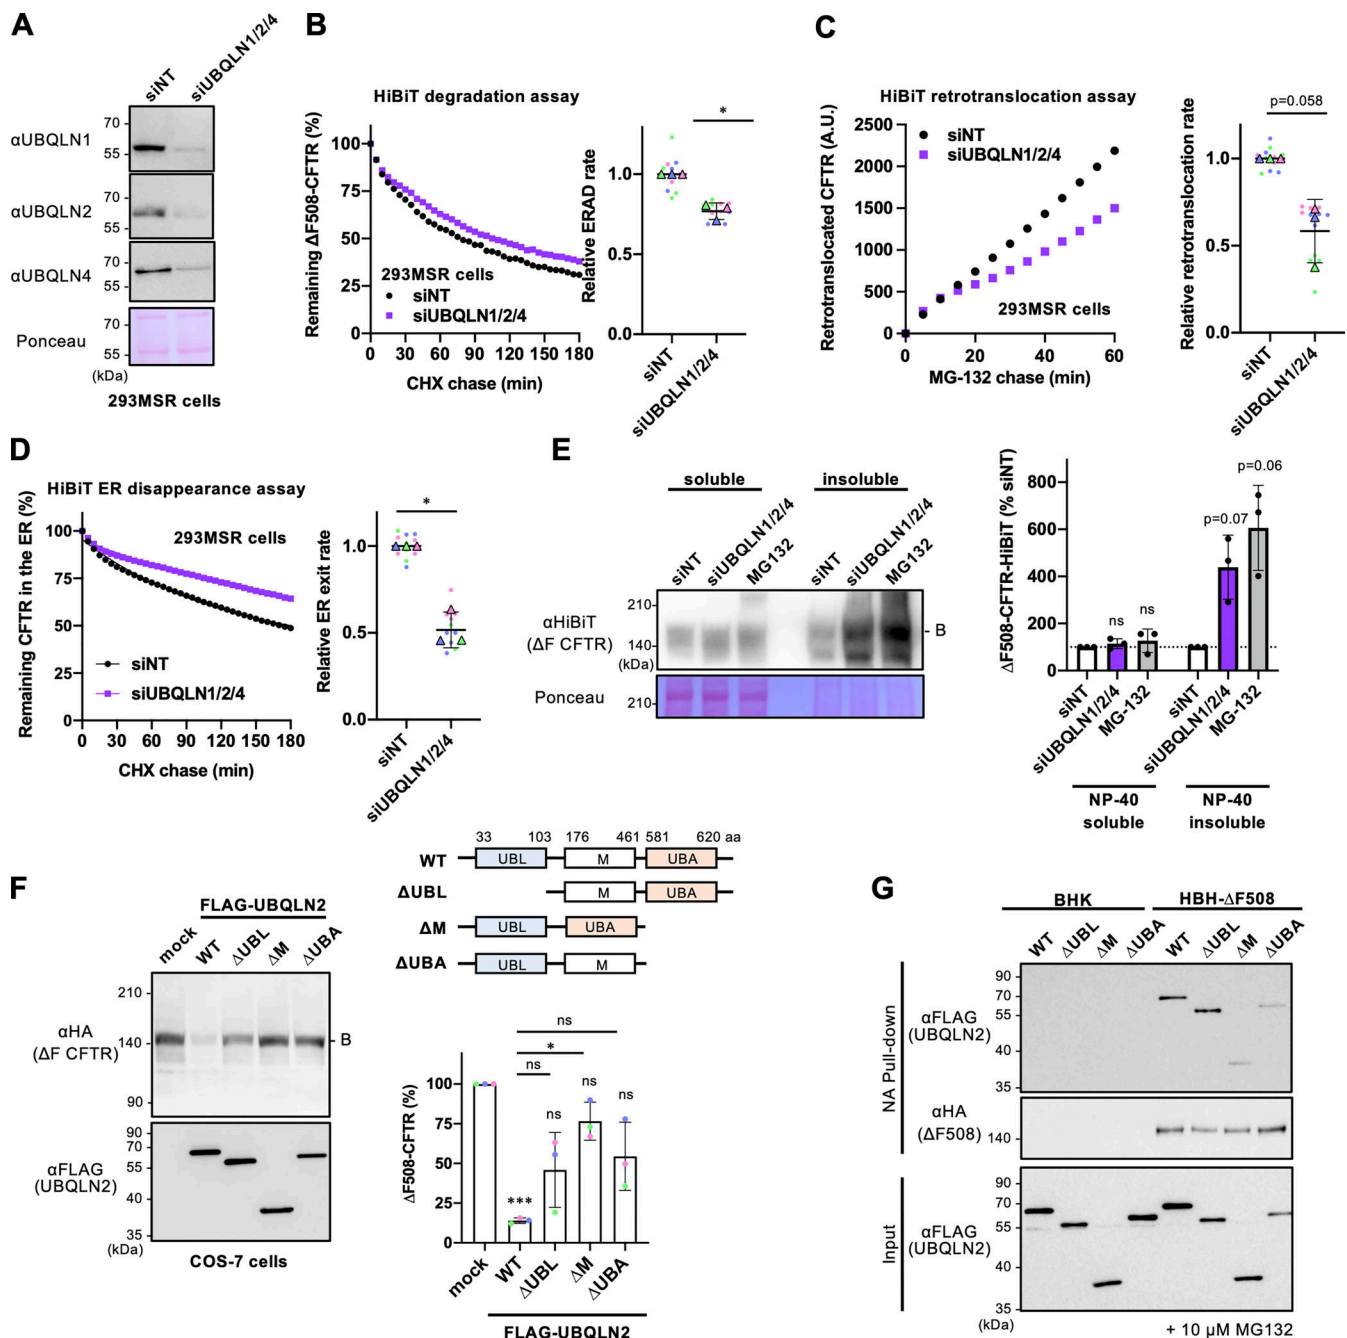 A
siNT
siUBQLN1/2/4
αUBQLN1
70
55
αUBQLN2
70
55
αUBQLN4
70
55
Ponceau
70
55
(kDa)
293MSR cells
B
HiBiT degradation assay
Remaining ΔF508-CFTR (%)
100
75
50
25
0
293MSR cells
siNT
siUBQLN1/2/4
0 30 60 90 120 150 180
CHX chase (min)
*
Relative ERAD rate
1.0
0.5
0.0
siNT
siUBQLN1/2/4
C
HiBiT retrotranslocation assay
Retrotranslocated CFTR (A.U.)
2500
2000
1500
1000
500
0
siNT
siUBQLN1/2/4
293MSR cells
0 20 40 60
MG-132 chase (min)
p=0.058
Relative retrotranslocation rate
1.0
0.5
0.0
siNT
siUBQLN1/2/4
D
HiBiT ER disappearance assay
Remaining CFTR in the ER (%)
100
75
50
25
0
293MSR cells
siNT
siUBQLN1/2/4
0 30 60 90 120 150 180
CHX chase (min)
*
Relative ER exit rate
1.0
0.5
0.0
siNT
siUBQLN1/2/4
E
soluble insoluble
siNT
siUBQLN1/2/4
MG132
siNT
siUBQLN1/2/4
MG132
αHiBiT
(ΔF CFTR)
210
140
(kDa)
B
Ponceau
210
ΔF508-CFTR-HiBiT (% siNT)
800
600
400
200
0
ns
ns
p=0.07
p=0.06
siNT
siUBQLN1/2/4
MG-132
siNT
siUBQLN1/2/4
MG-132
NP-40 soluble
NP-40 insoluble
F
FLAG-UBQLN2
mock
WT
ΔUBL
ΔM
ΔUBA
αHA
(ΔF CFTR)
210
140
90
B
αFLAG
(UBQLN2)
90
70
55
40
35
(kDa)
COS-7 cells
33 103 176 461 581 620 aa
WT UBL M UBA
ΔUBL M UBA
ΔM UBL UBA
ΔUBA UBL M
ΔF508-CFTR (%)
100
75
50
25
0
ns
*
ns
***
ns
ns
ns
mock
WT
ΔUBL
ΔM
ΔUBA
FLAG-UBQLN2
G
BHK HBH-ΔF508
WT
ΔUBL
ΔM
ΔUBA
WT
ΔUBL
ΔM
ΔUBA
NA Pull-down
αFLAG
(UBQLN2)
90
70
55
40
35
αHA
(ΔF508)
140
Input
αFLAG
(UBQLN2)
90
70
55
40
35
(kDa)
+ 10 μM MG132